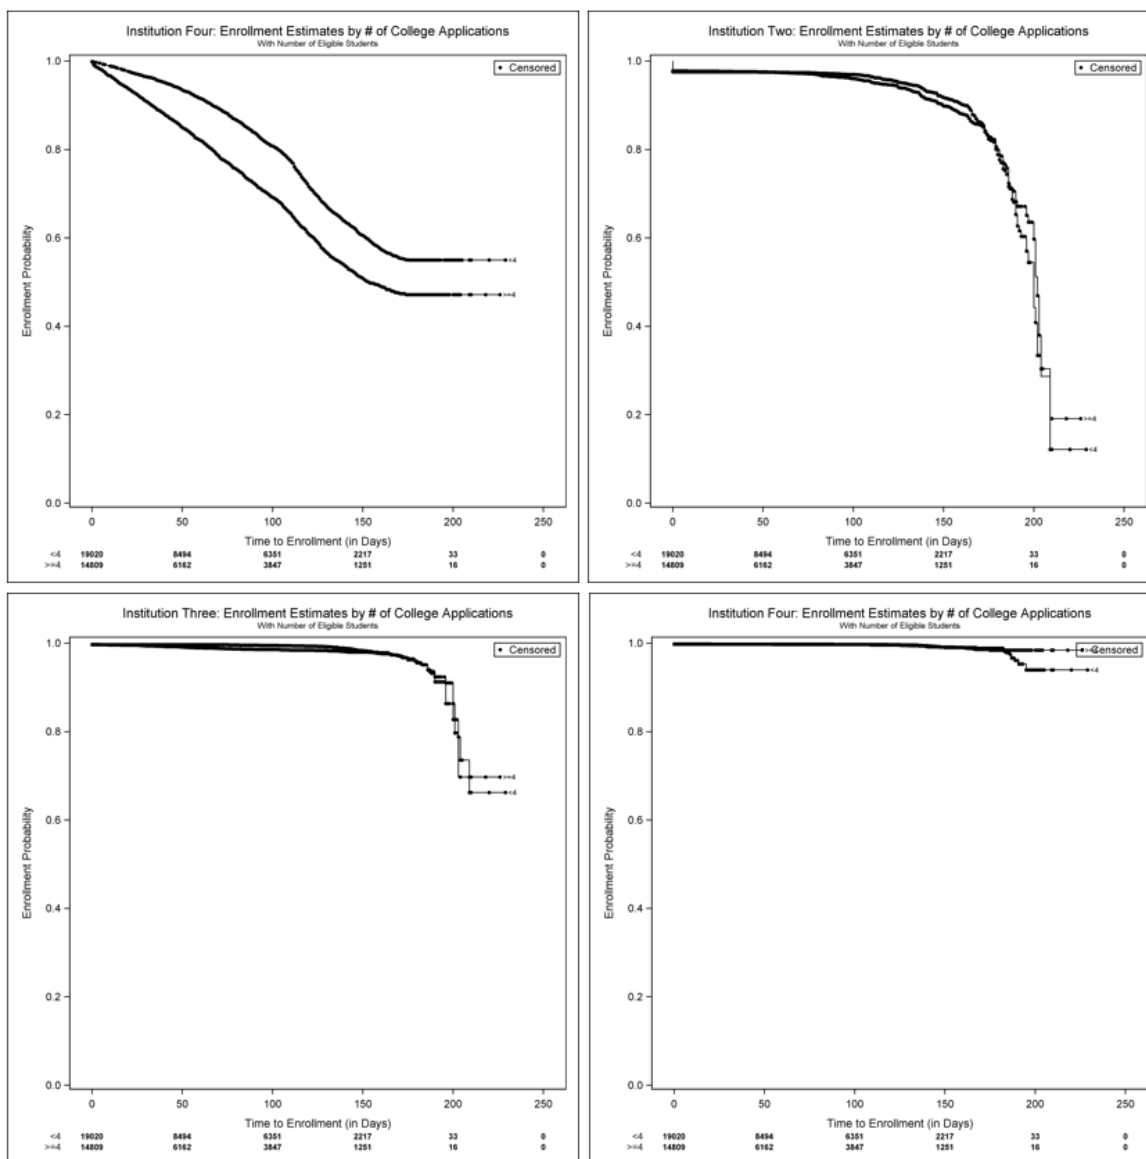 Institution Four: Enrollment Estimates by # of College Applications
With Number of Eligible Students
Censored
1.0
0.8
0.6
0.4
0.2
0.0
Enrollment Probability
<4
>=4
0 50 100 150 200 250
Time to Enrollment (in Days)
<4 19020 8494 6351 2217 33 0
>=4 14809 6162 3847 1251 16 0
Institution Two: Enrollment Estimates by # of College Applications
With Number of Eligible Students
Censored
1.0
0.8
0.6
0.4
0.2
0.0
Enrollment Probability
>=4
<4
0 50 100 150 200 250
Time to Enrollment (in Days)
<4 19020 8494 6351 2217 33 0
>=4 14809 6162 3847 1251 16 0
Institution Three: Enrollment Estimates by # of College Applications
With Number of Eligible Students
Censored
1.0
0.8
0.6
0.4
0.2
0.0
Enrollment Probability
>=4
<4
0 50 100 150 200 250
Time to Enrollment (in Days)
<4 19020 8494 6351 2217 33 0
>=4 14809 6162 3847 1251 16 0
Institution Four: Enrollment Estimates by # of College Applications
With Number of Eligible Students
Censored
1.0
0.8
0.6
0.4
0.2
0.0
Enrollment Probability
<4
0 50 100 150 200 250
Time to Enrollment (in Days)
<4 19020 8494 6351 2217 33 0
>=4 14809 6162 3847 1251 16 0